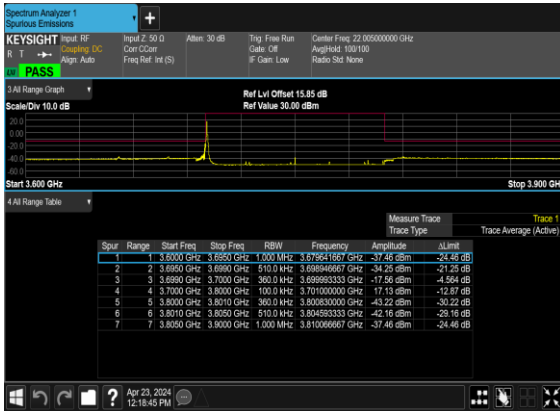 Spectrum Analyzer 1
Spurious Emissions
+
KEYSIGHT Input: RF Input Z: 50 Ω Atten: 30 dB Trig: Free Run Center Freq: 22.005000000 GHz
R T Coupling: DC Corr CCorr Gate: Off Avg|Hold: 100/100
Align: Auto Freq Ref: Int (S) IF Gain: Low Radio Std: None
PASS
3 All Range Graph
Ref Lvl Offset 15.85 dB
Scale/Div 10.0 dB Ref Value 30.00 dBm
20.0
0.00
-20.0
-40.0
-60.0
Start 3.600 GHz Stop 3.900 GH
4 All Range Table
Measure Trace Trace 1
Trace Type Trace Average (Active)
Spur Range Start Freq Stop Freq RBW Frequency Amplitude ΔLimit
1 1 3.6000 GHz 3.6950 GHz 1.000 MHz 3.679641667 GHz -37.46 dBm -24.46 dB
2 2 3.6950 GHz 3.6990 GHz 510.0 kHz 3.698946667 GHz -34.25 dBm -21.25 dB
3 3 3.6990 GHz 3.7000 GHz 360.0 kHz 3.699993333 GHz -17.56 dBm -4.564 dB
4 4 3.7000 GHz 3.8000 GHz 100.0 kHz 3.701000000 GHz 17.13 dBm -12.87 dB
5 5 3.8000 GHz 3.8010 GHz 360.0 kHz 3.800830000 GHz -43.22 dBm -30.22 dB
6 6 3.8010 GHz 3.8050 GHz 510.0 kHz 3.804593333 GHz -42.16 dBm -29.16 dB
7 7 3.8050 GHz 3.9000 GHz 1.000 MHz 3.810066667 GHz -37.46 dBm -24.46 dB
? Apr 23, 2024
12:18:45 PM